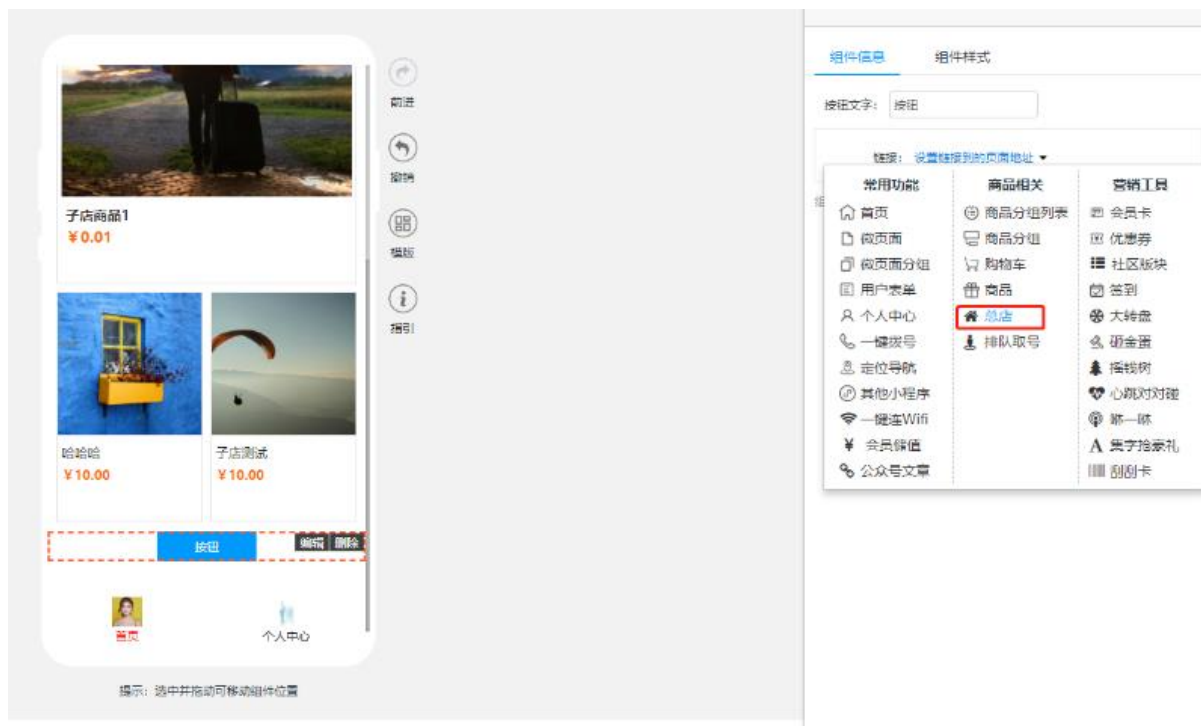 子店商品1
¥0.01
哈哈哈
¥10.00
子店测试
¥10.00
按钮
编辑 删除
首页
个人中心
提示：选中并拖动可移动组件位置
前进
撤销
模版
指引
组件信息
组件样式
按钮文字：
按钮
链接：
设置链接到的页面地址
常用功能
首页
微页面
微页面分组
用户表单
个人中心
一键拨号
定位导航
其他小程序
一键连Wifi
会员储值
公众号文章
商品相关
商品分组列表
商品分组
购物车
商品
总店
排队取号
营销工具
会员卡
优惠券
社区版块
签到
大转盘
砸金蛋
摇钱树
心跳对对碰
咻一咻
集字抢豪礼
刮刮卡